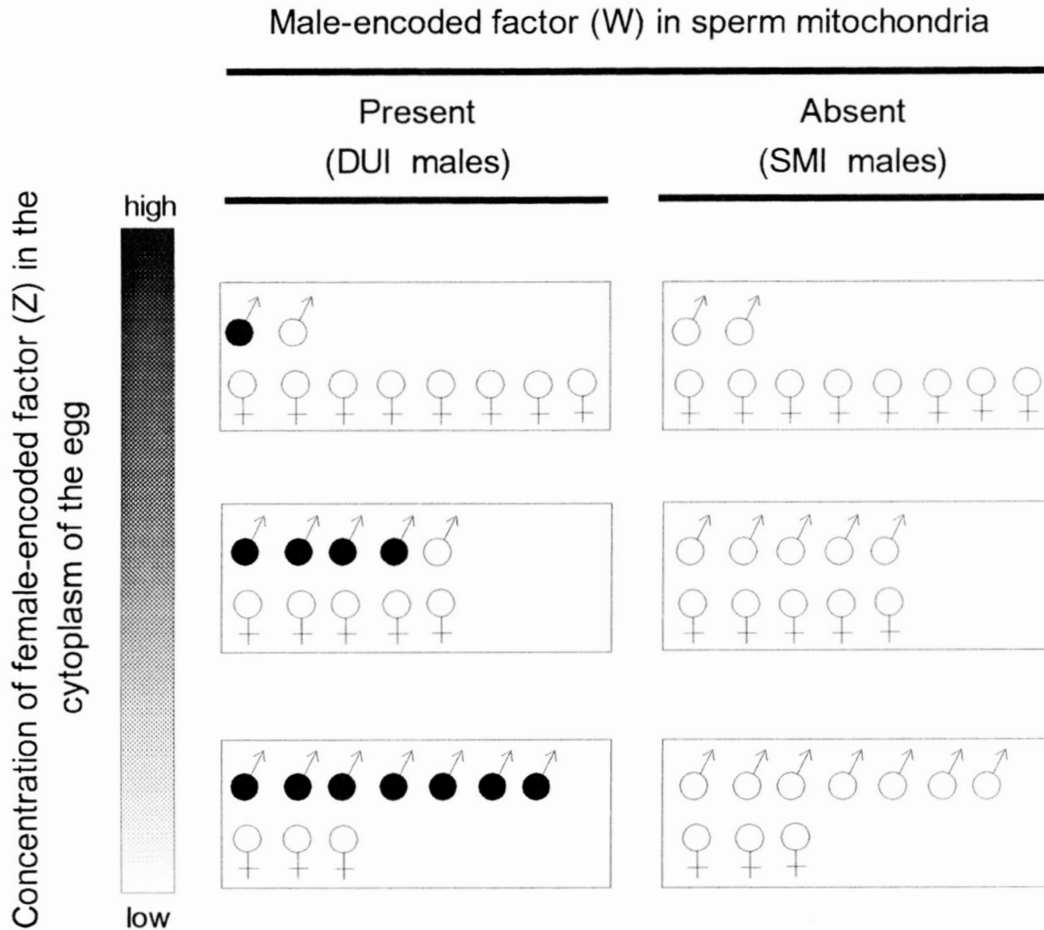 Male-encoded factor (W) in sperm mitochondria
Present
(DUI males)
Absent
(SMI males)
Concentration of female-encoded factor (Z) in the
cytoplasm of the egg
high
low